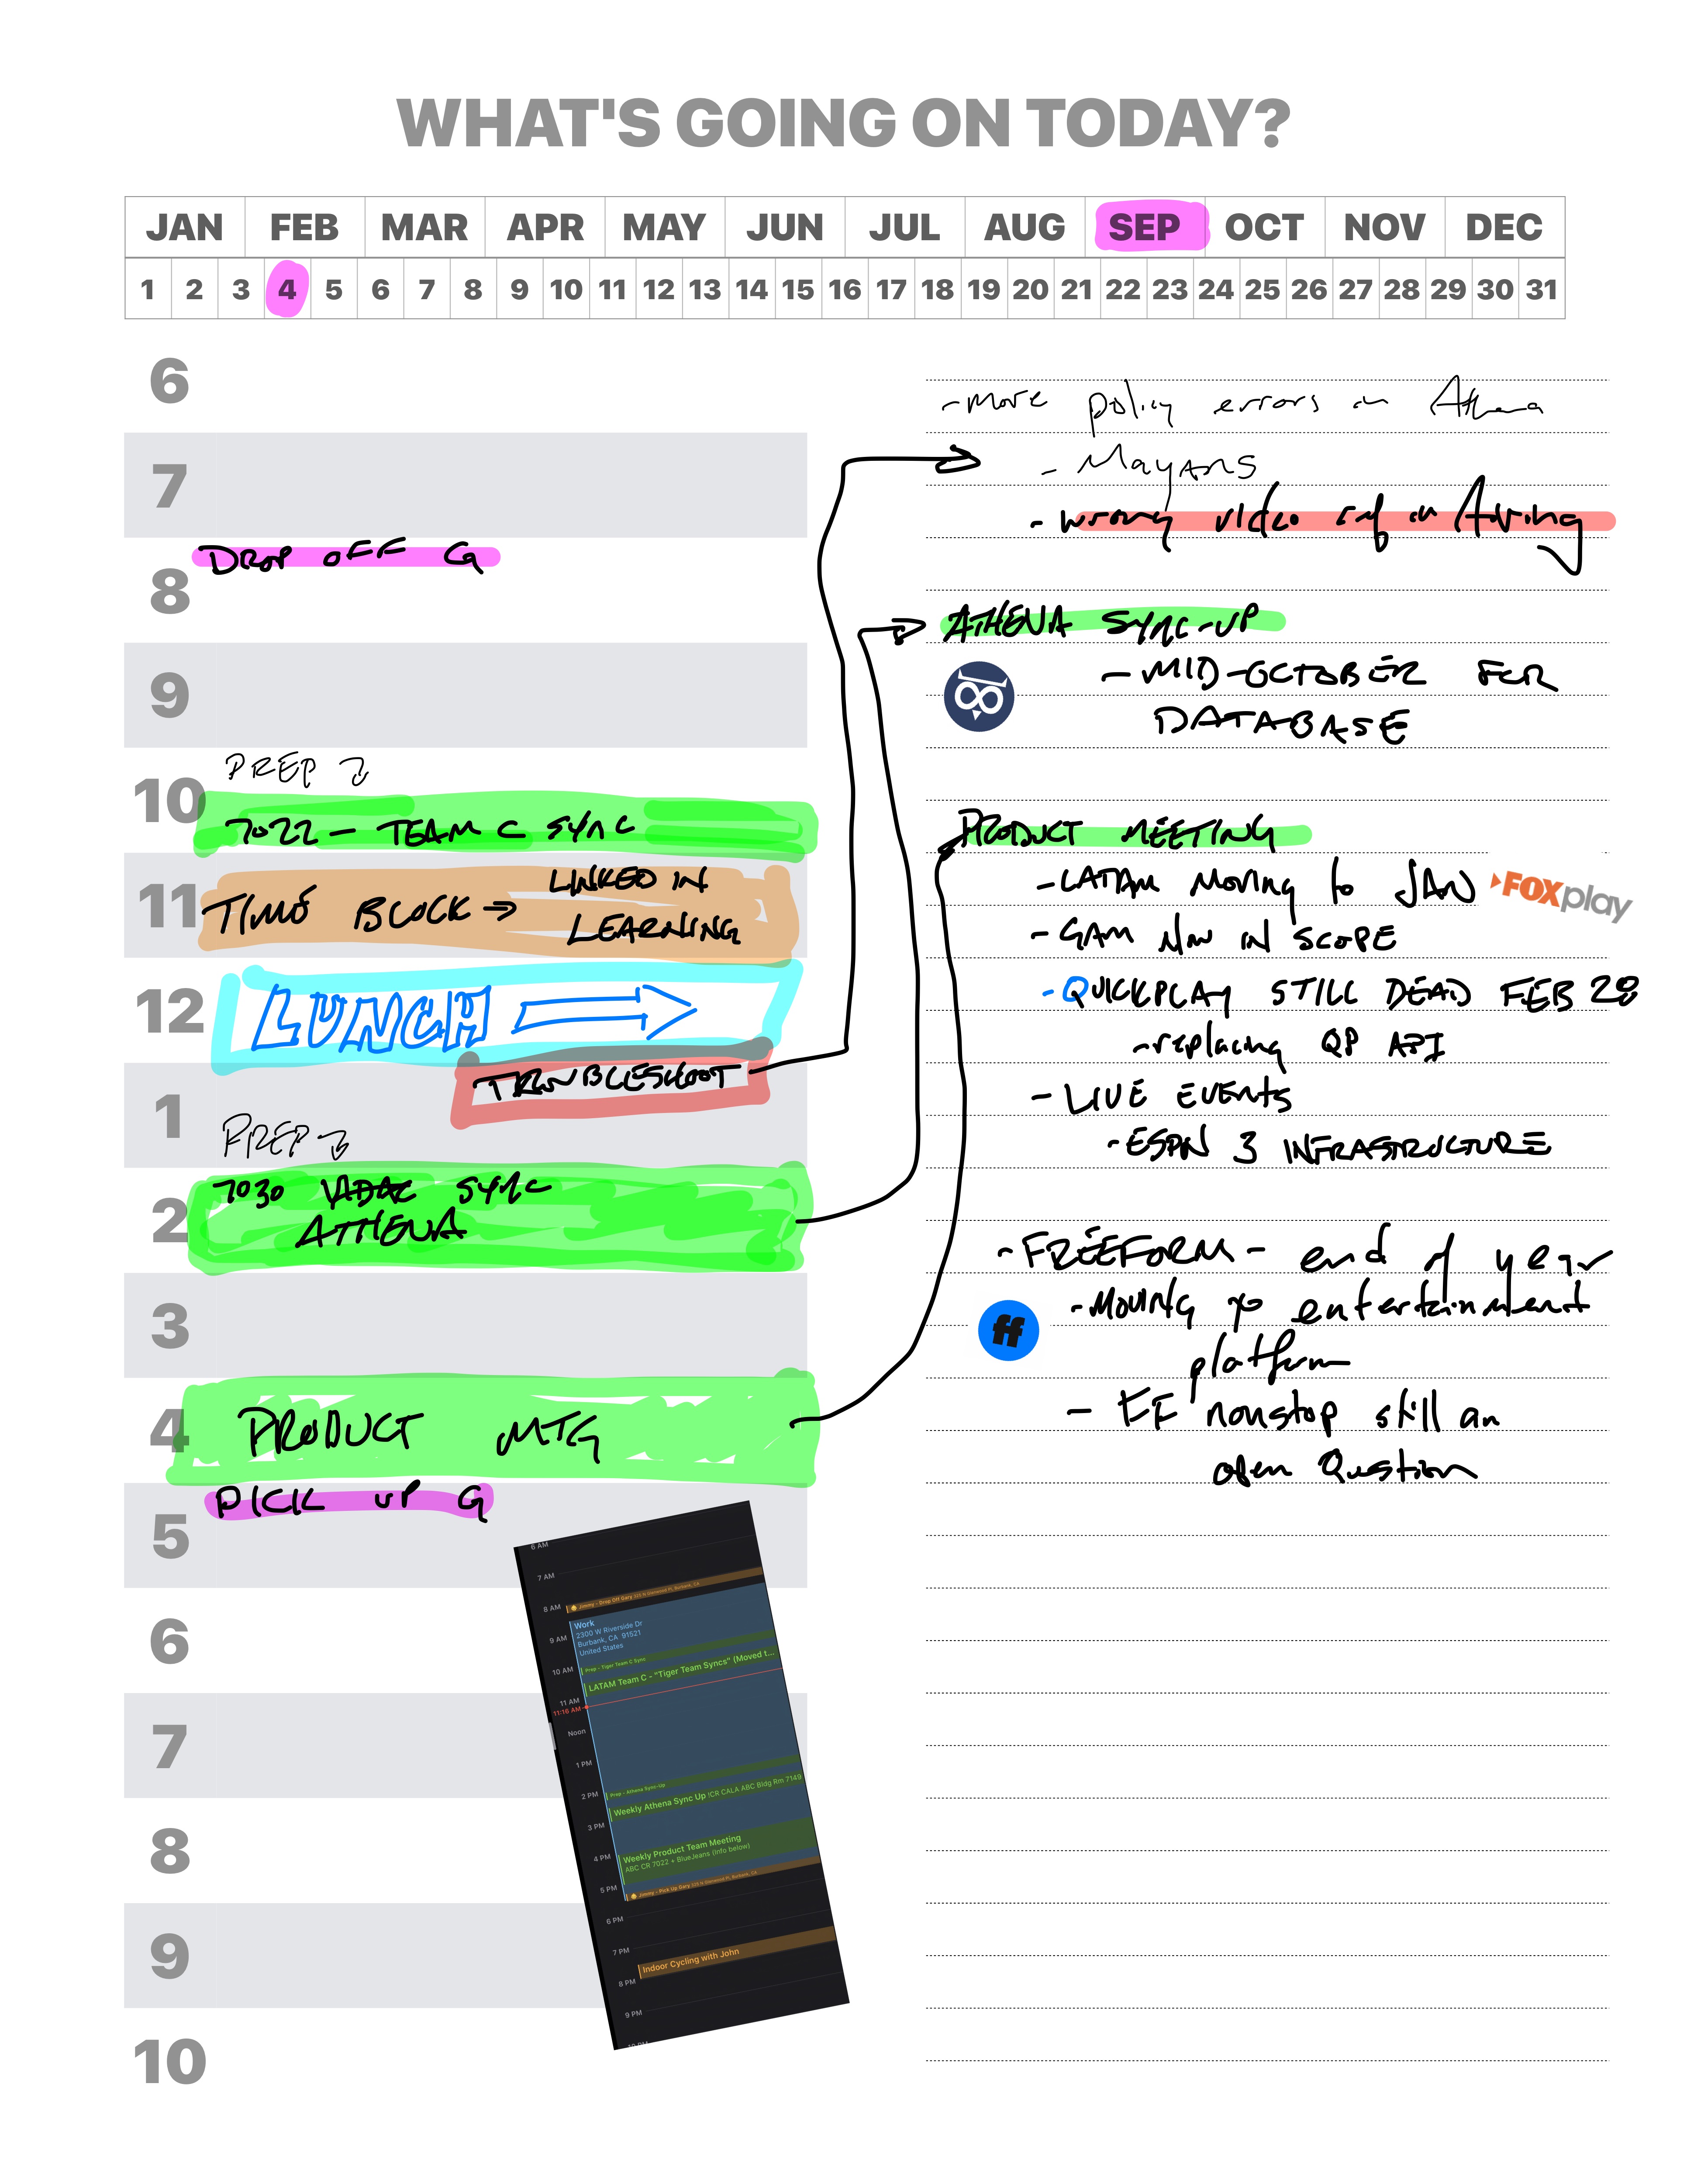 WHAT'S GOING ON TODAY?
JAN FEB MAR APR MAY JUN JUL AUG SEP OCT NOV DEC
1 2 3 4 5 6 7 8 9 10 11 12 13 14 15 16 17 18 19 20 21 22 23 24 25 26 27 28 29 30 31
6
7
DROP OFF G
8
9
PREP
10
7022 - TEAM C SYNC
11
TIME BLOCK → LINKED IN
LEARNING
12
LUNCH
TROUBLESHOOT
1
PREP
7030 VADAC SYNC
2
ATHENA
3
4
PRODUCT MTG
PICK UP G
5
6
7
8
9
10
- more policy errors in Athena
- Mayans
- wrong video ref in
ATHENA SYNC-UP
- MID-OCTOBER FOR
DATABASE
PRODUCT MEETING
- LATAM Moving to JAN
FOXplay
- GAM Now IN SCOPE
- QUICKPLAY STILL DEAD FEB 28
- replacing QP API
- LIVE EVENTS
- ESPN 3 INFRASTRUCTURE
- FREEFORM - end of year
- MOVING to entertainment
ff
platform
- FF nonstop still an
open Question
6 AM
7 AM
8 AM
Jimmy - Drop Off Gary
Work
9 AM
2300 W Riverside Dr
Burbank, CA 91521
United States
10 AM
Prep - Tiger Team C Sync
LATAM Team C - "Tiger Team Syncs" (Moved t...
11 AM
11:16 AM
Noon
1 PM
2 PM
Prep - Athena Sync-Up
Weekly Athena Sync Up ICR CALA ABC Bldg Rm 7149
3 PM
Weekly Product Team Meeting
4 PM
ABC CR 7022 + BlueJeans (info below)
5 PM
Jimmy - Pick Up Gary
6 PM
7 PM
Indoor Cycling with John
8 PM
9 PM